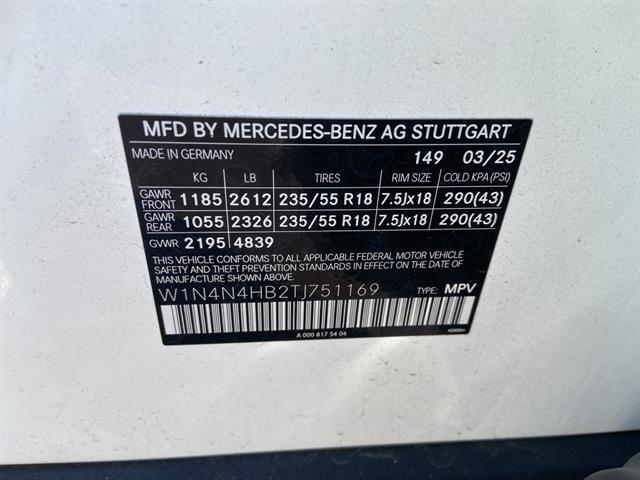 MFD BY MERCEDES-BENZ AG STUTTGART
MADE IN GERMANY 149 03/25
KG LB TIRES RIM SIZE COLD KPA (PSI)
GAWR FRONT 1185 2612 235/55 R18 7.5Jx18 290(43)
GAWR REAR 1055 2326 235/55 R18 7.5Jx18 290(43)
GVWR 2195 4839
THIS VEHICLE CONFORMS TO ALL APPLICABLE FEDERAL MOTOR VEHICLE
SAFETY AND THEFT PREVENTION STANDARDS IN EFFECT ON THE DATE
OF MANUFACTURE SHOWN ABOVE.
W1N4N4HB2TJ751169 TYPE: MPV
A 000 817 54 04